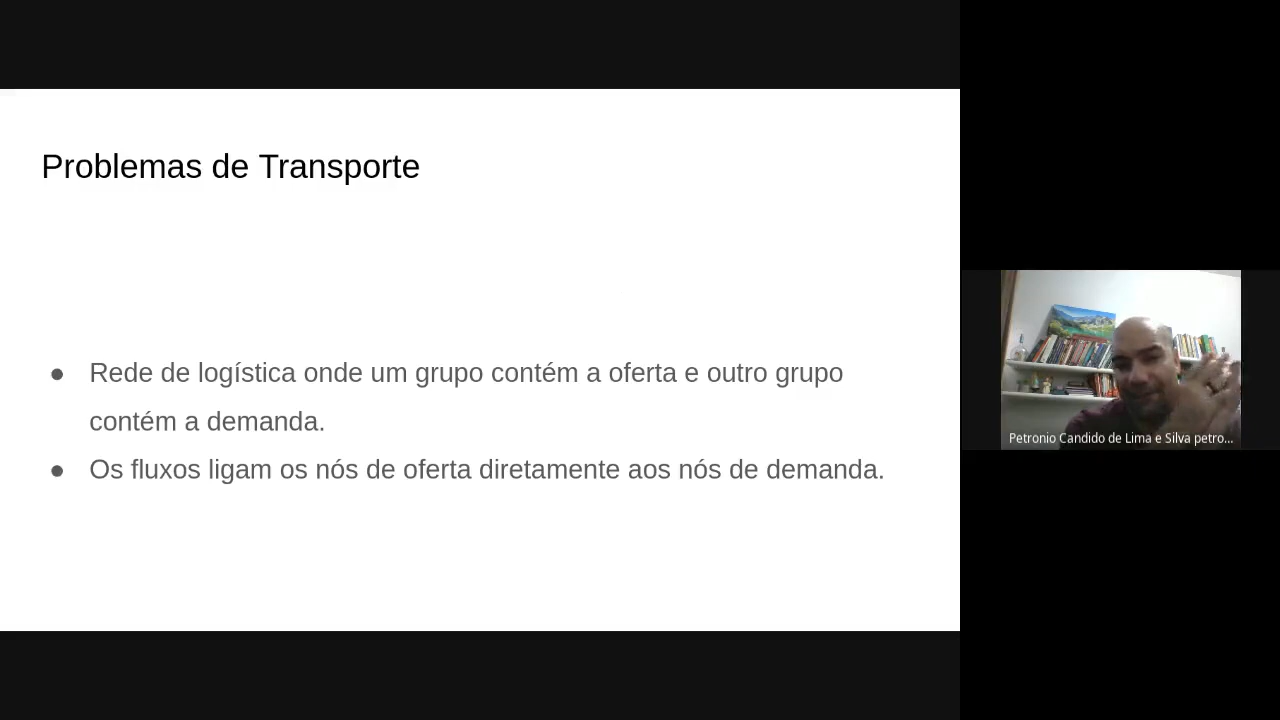 Problemas de Transporte
● Rede de logística onde um grupo contém a oferta e outro grupo
contém a demanda.
● Os fluxos ligam os nós de oferta diretamente aos nós de demanda.
Petronio Candido de Lima e Silva petro...